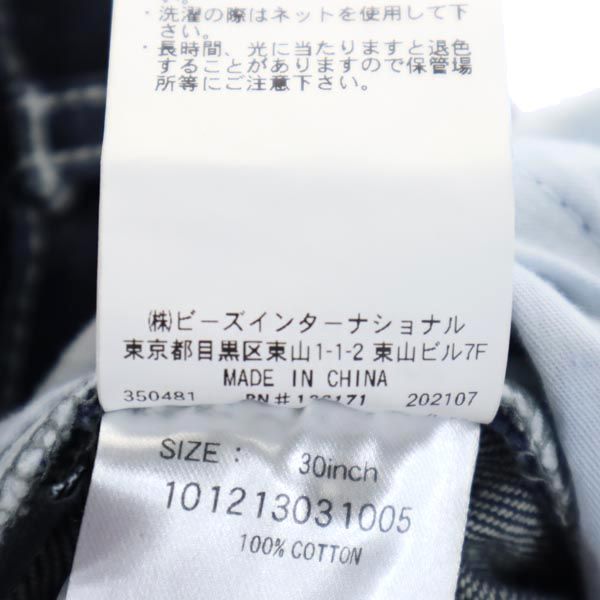 ・洗濯の際はネットを使用して下
さい。
・長時間、光に当たりますと退色
することがありますので保管場
所等にご注意下さい。
㈱ビーズインターナショナル
東京都目黒区東山1-1-2 東山ビル7F
MADE IN CHINA
350481 202107
SIZE : 30inch
101213031005
100% COTTON